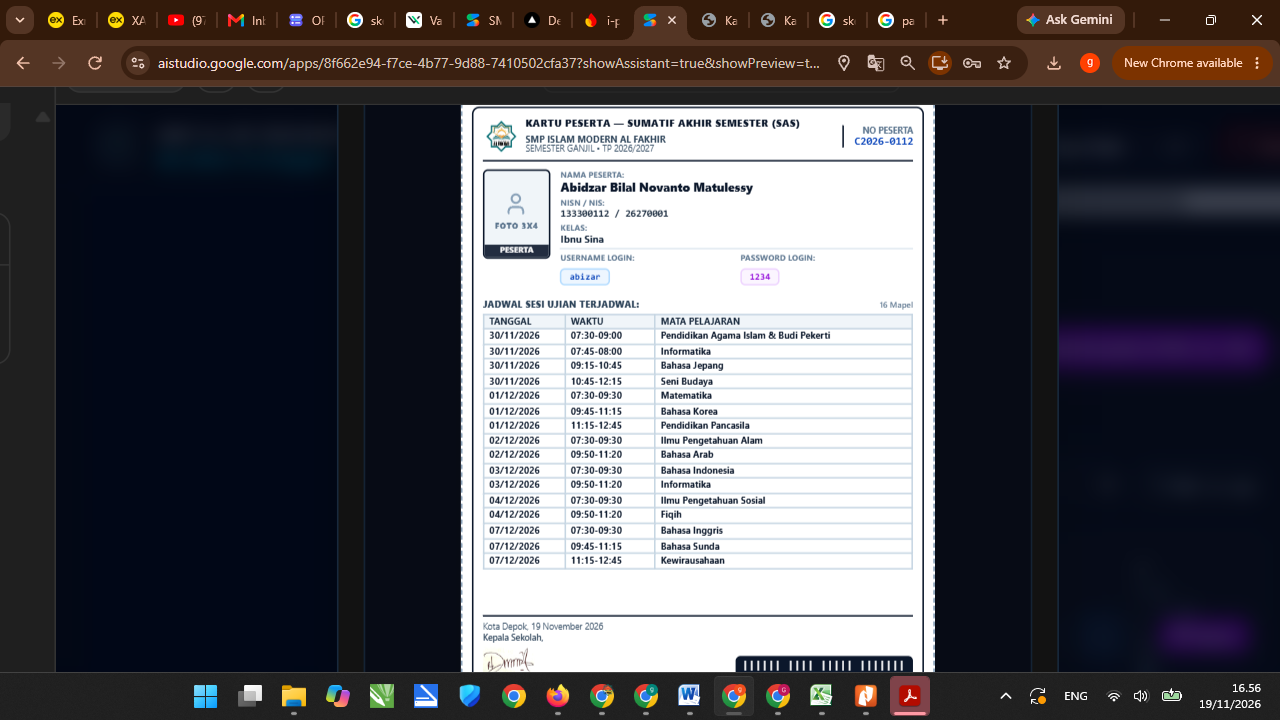 ex
Ex
Xi
Y
In
Xi
Ka
G
W
N
Sh
Ap
Ka
Ne
Xi
G
G
G
Ask Gemini
aistudio.google.com/apps/8f662e94-f7ce-4b77-9d88-7410502cfa37?showAssistant=true&showPreview=t...
g
New Chrome available
KARTU PESERTA — SUMATIF AKHIR SEMESTER (SAS)
SMP ISLAM MODERN AL FAKHIR
SEMESTER GANJIL • TP 2026/2027
NO PESERTA
C2026-0112
FOTO 3X4
PESERTA
NAMA PESERTA:
Abidzar Bilal Novanto Matulessy
NISN / NIS:
133300112 / 26270001
KELAS:
Ibnu Sina
USERNAME LOGIN: PASSWORD LOGIN:
abizar 1234
JADWAL SESI UJIAN TERJADWAL: 16 Mapel
TANGGAL WAKTU MATA PELAJARAN
30/11/2026 07:30-09:00 Pendidikan Agama Islam & Budi Pekerti
30/11/2026 07:45-08:00 Informatika
30/11/2026 09:15-10:45 Bahasa Jepang
30/11/2026 10:45-12:15 Seni Budaya
01/12/2026 07:30-09:30 Matematika
01/12/2026 09:45-11:15 Bahasa Korea
01/12/2026 11:15-12:45 Pendidikan Pancasila
02/12/2026 07:30-09:30 Ilmu Pengetahuan Alam
02/12/2026 09:50-11:20 Bahasa Arab
03/12/2026 07:30-09:30 Bahasa Indonesia
03/12/2026 09:50-11:20 Informatika
04/12/2026 07:30-09:30 Ilmu Pengetahuan Sosial
04/12/2026 09:50-11:20 Fiqih
07/12/2026 07:30-09:30 Bahasa Inggris
07/12/2026 09:45-11:15 Bahasa Sunda
07/12/2026 11:15-12:45 Kewirausahaan
Kota Depok, 19 November 2026
Kepala Sekolah,
ENG
16.56
19/11/2026